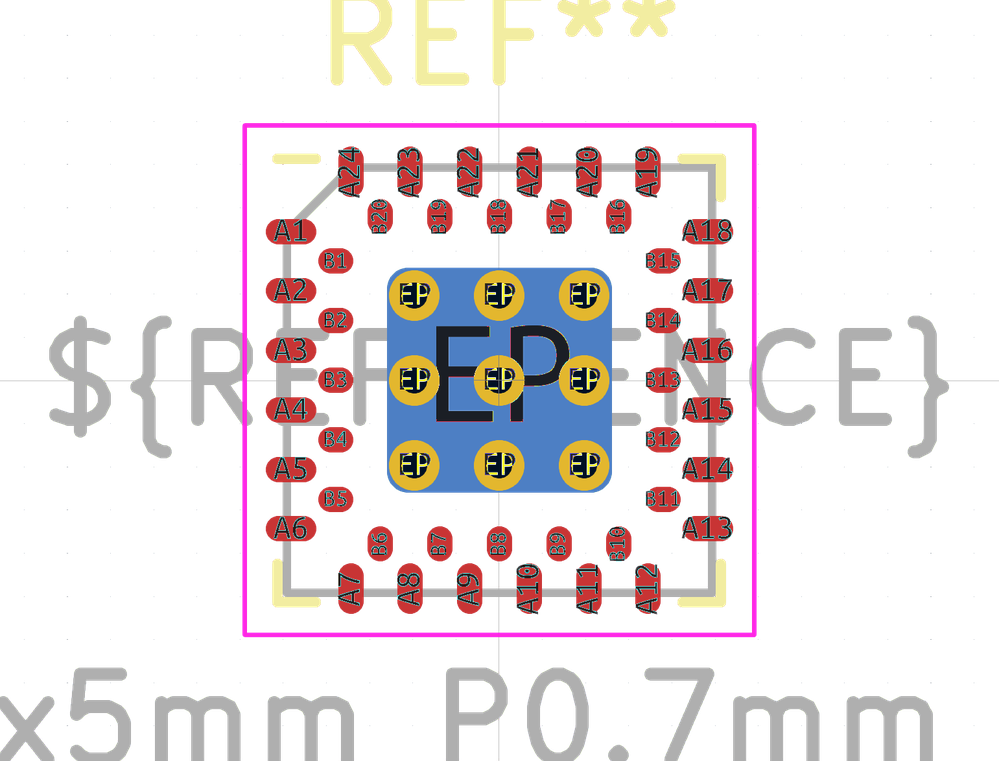 REF**
A24 A23 A22 A21 A20 A19
B20 B19 B18 B17 B16
A1 A18
B1 B15
A2 EP EP EP A17
B2 B14
A3 A16
${REFERENCE}
B3 EP EP EP B13
EP
A4 A15
B4 B12
A5 EP EP EP A14
B5 B11
A6 A13
B6 B7 B8 B9 B10
A7 A8 A9 A10 A11 A12
x5mm P0.7mm